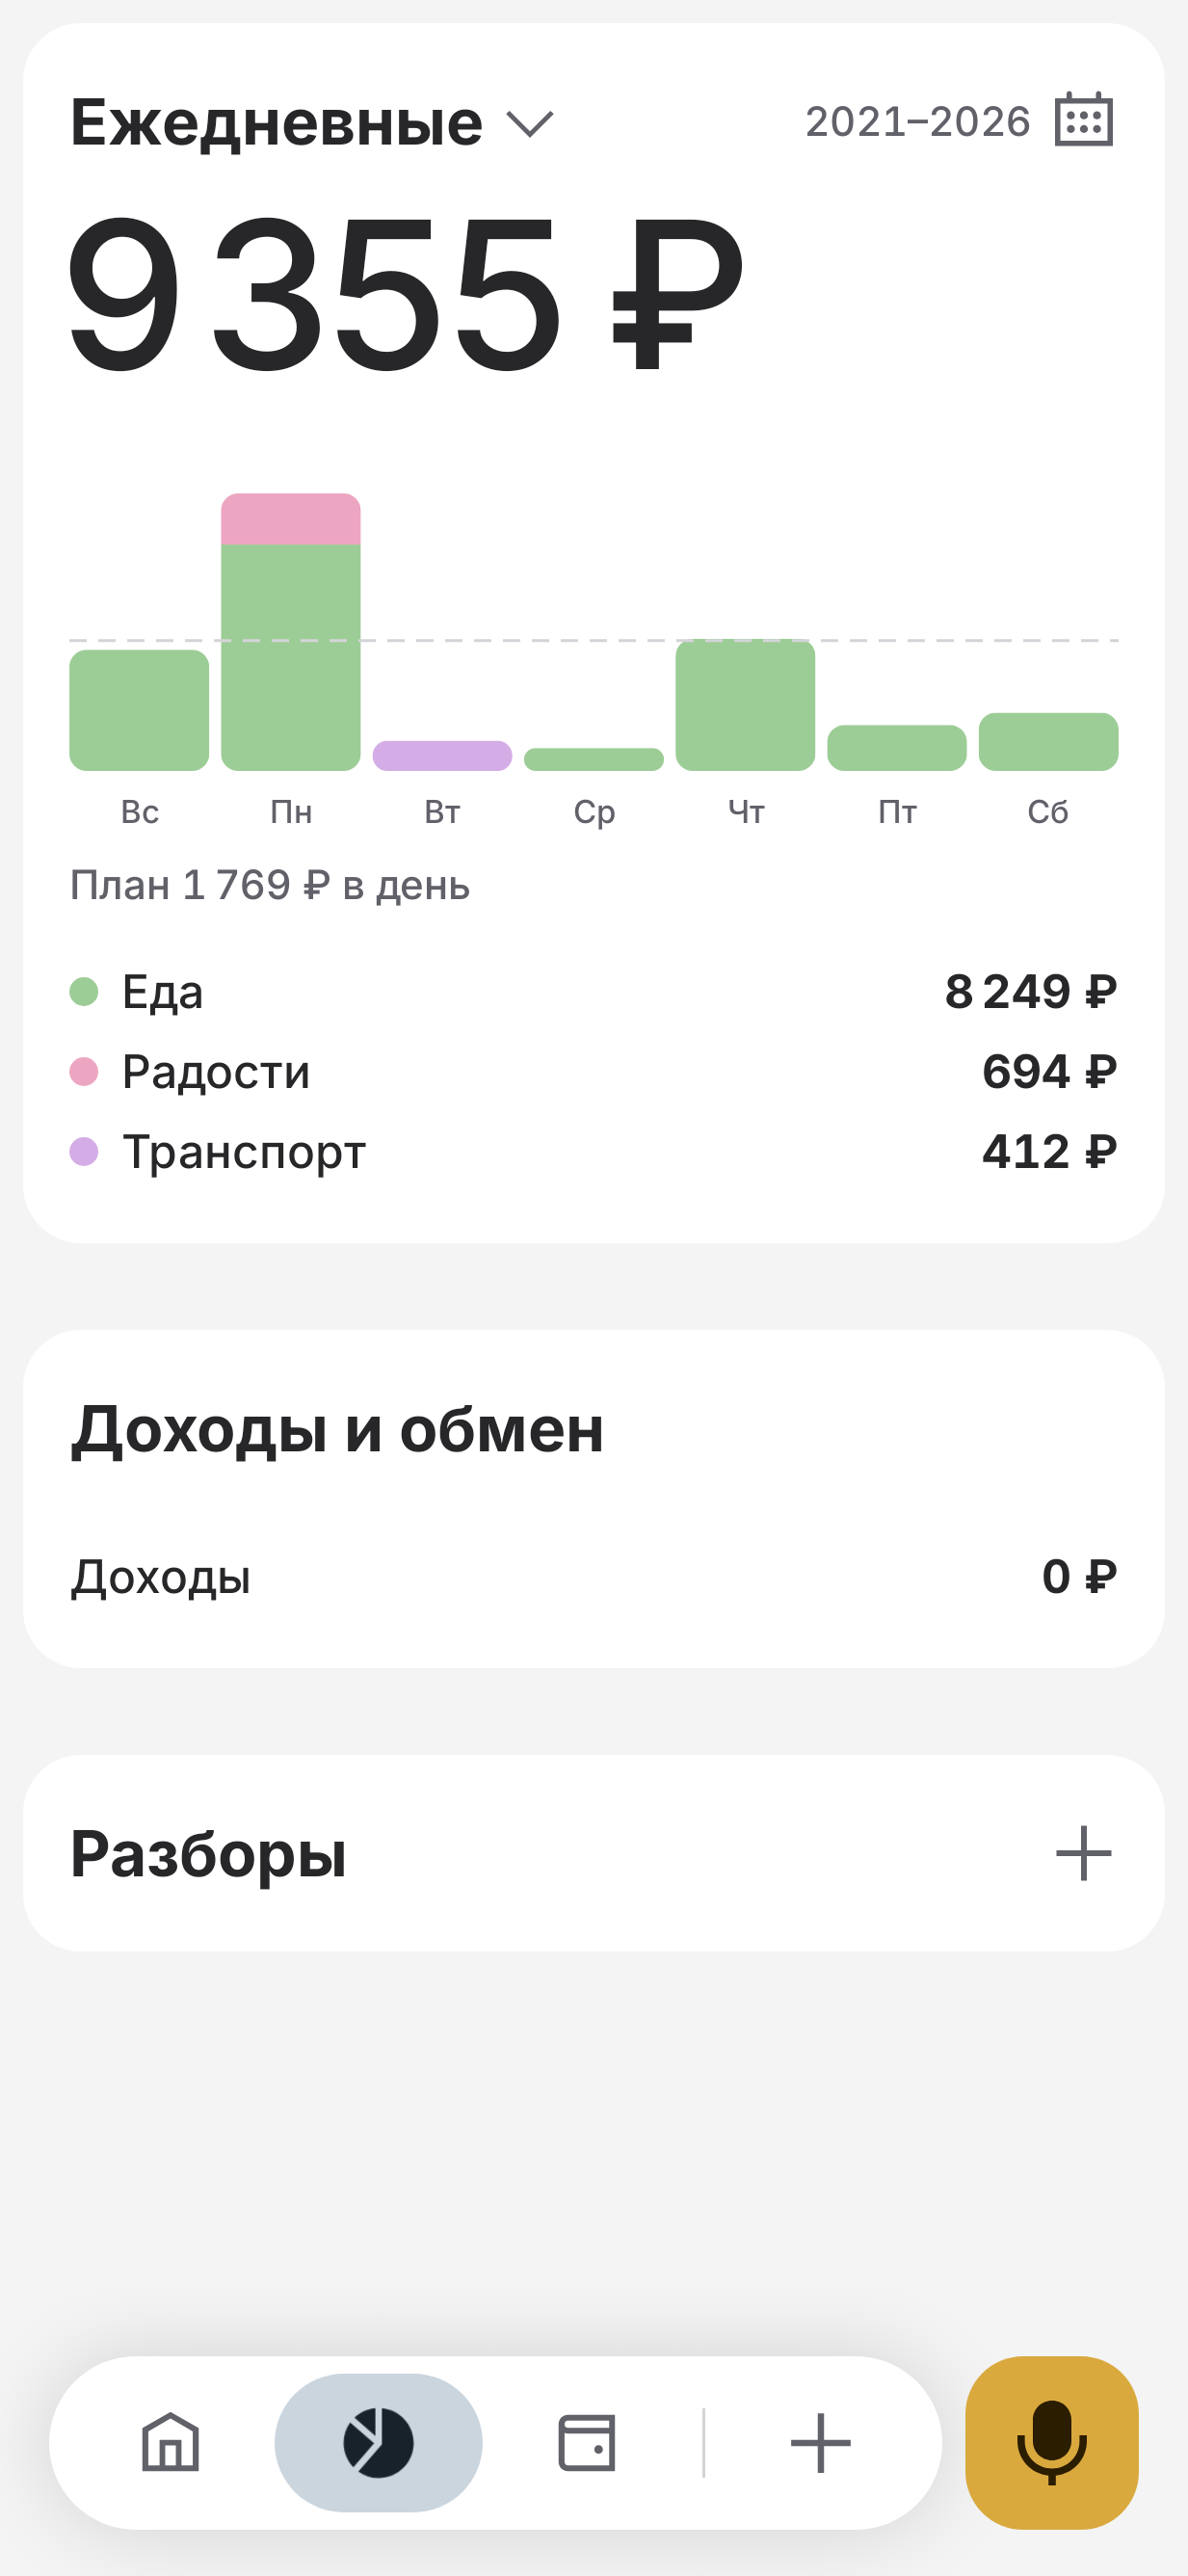 Ежедневные 2021–2026
9 355 ₽
Вс Пн Вт Ср Чт Пт Сб
План 1 769 ₽ в день
Еда 8 249 ₽
Радости 694 ₽
Транспорт 412 ₽
Доходы и обмен
Доходы 0 ₽
Разборы